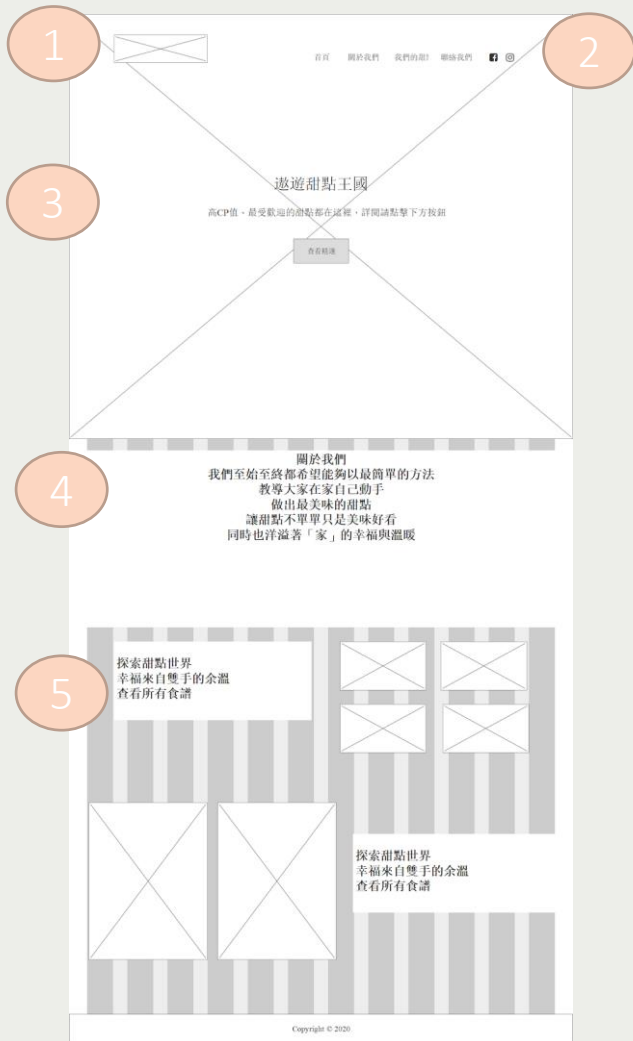 1
2
首頁 關於我們 我們的甜! 聯絡我們
3
遨遊甜點王國
高CP值、最受歡迎的甜點都在這裡，詳閱請點擊下方按鈕
查看精選
4
關於我們
我們至始至終都希望能夠以最簡單的方法
教導大家在家自己動手
做出最美味的甜點
讓甜點不單單只是美味好看
同時也洋溢著「家」的幸福與溫暖
5
探索甜點世界
幸福來自雙手的余溫
查看所有食譜
探索甜點世界
幸福來自雙手的余溫
查看所有食譜
Copyright © 2020